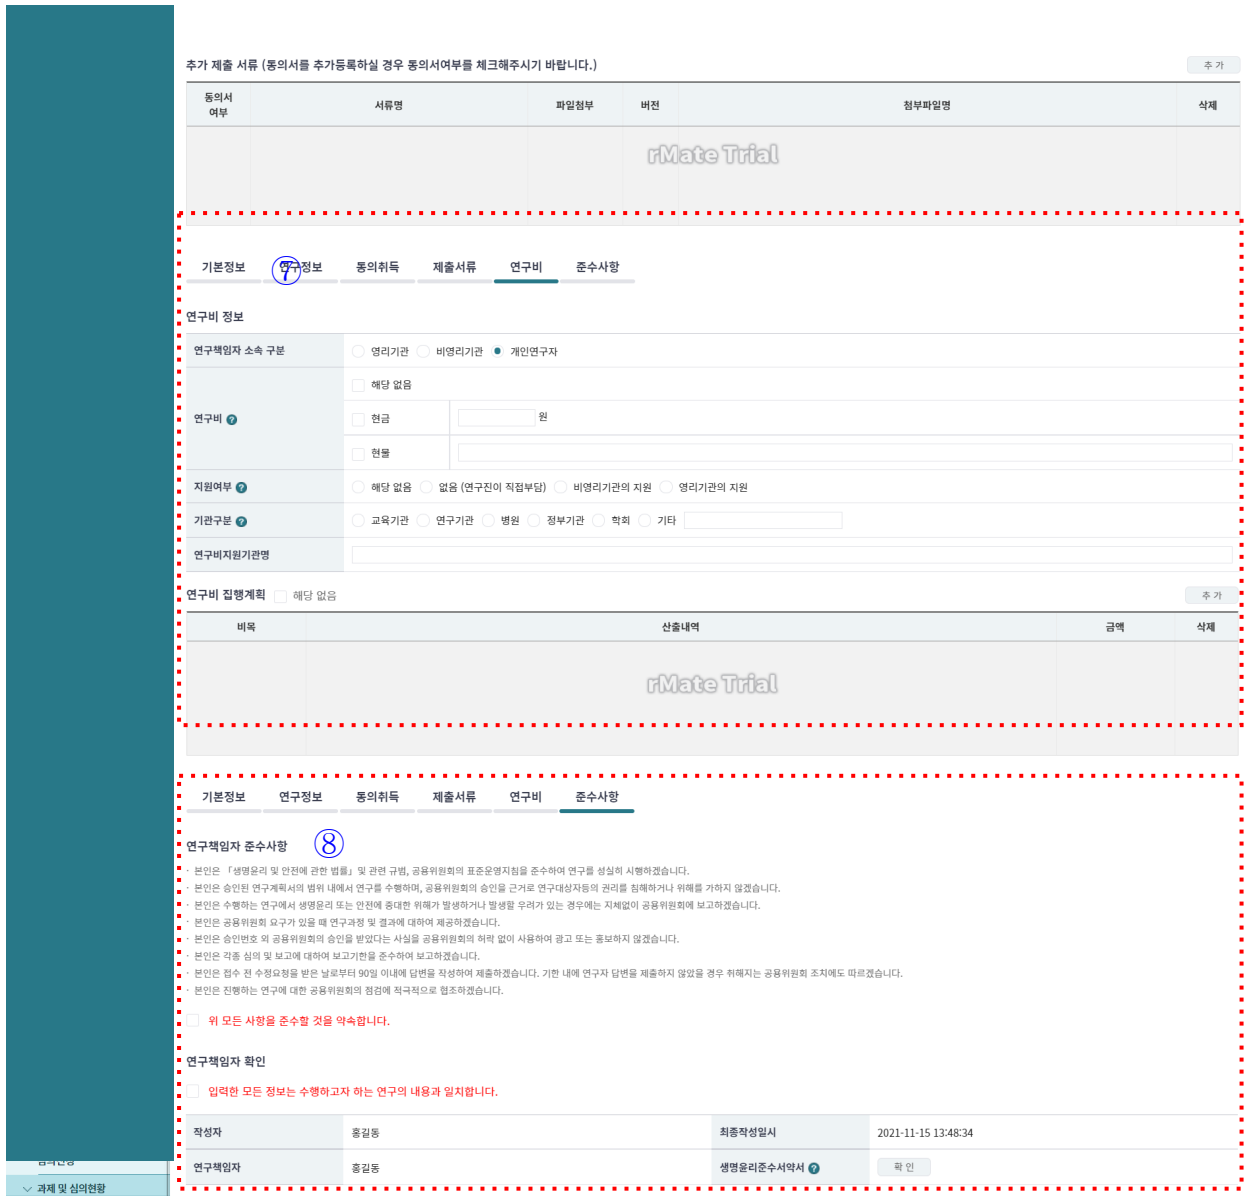 추가 제출 서류 (동의서를 추가등록하실 경우 동의서여부를 체크해주시기 바랍니다.) 추 가
동의서 여부 서류명 파일첨부 버전 첨부파일명 삭제
rMate Trial
기본정보 연구정보 동의취득 제출서류 연구비 준수사항
⑦
연구비 정보
연구책임자 소속 구분 영리기관 비영리기관 개인연구자
해당 없음
연구비 ? 현금 원
현물
지원여부 ? 해당 없음 없음 (연구진이 직접부담) 비영리기관의 지원 영리기관의 지원
기관구분 ? 교육기관 연구기관 병원 정부기관 학회 기타
연구비지원기관명
연구비 집행계획 해당 없음 추 가
비목 산출내역 금액 삭제
rMate Trial
기본정보 연구정보 동의취득 제출서류 연구비 준수사항
연구책임자 준수사항 ⑧
· 본인은 「생명윤리 및 안전에 관한 법률」및 관련 규범, 공용위원회의 표준운영지침을 준수하여 연구를 성실히 시행하겠습니다.
· 본인은 승인된 연구계획서의 범위 내에서 연구를 수행하며, 공용위원회의 승인을 근거로 연구대상자등의 권리를 침해하거나 위해를 가하지 않겠습니다.
· 본인은 수행하는 연구에서 생명윤리 또는 안전에 중대한 위해가 발생하거나 발생할 우려가 있는 경우에는 지체없이 공용위원회에 보고하겠습니다.
· 본인은 공용위원회 요구가 있을 때 연구과정 및 결과에 대하여 제공하겠습니다.
· 본인은 승인번호 외 공용위원회의 승인을 받았다는 사실을 공용위원회의 허락 없이 사용하여 광고 또는 홍보하지 않겠습니다.
· 본인은 각종 심의 및 보고에 대하여 보고기한을 준수하여 보고하겠습니다.
· 본인은 접수 전 수정요청을 받은 날로부터 90일 이내에 답변을 작성하여 제출하겠습니다. 기한 내에 연구자 답변을 제출하지 않았을 경우 취해지는 공용위원회 조치에도 따르겠습니다.
· 본인은 진행하는 연구에 대한 공용위원회의 점검에 적극적으로 협조하겠습니다.
위 모든 사항을 준수할 것을 약속합니다.
연구책임자 확인
입력한 모든 정보는 수행하고자 하는 연구의 내용과 일치합니다.
작성자 홍길동 최종작성일시 2021-11-15 13:48:34
연구책임자 홍길동 생명윤리준수서약서 ? 확 인
과제 및 심의현황